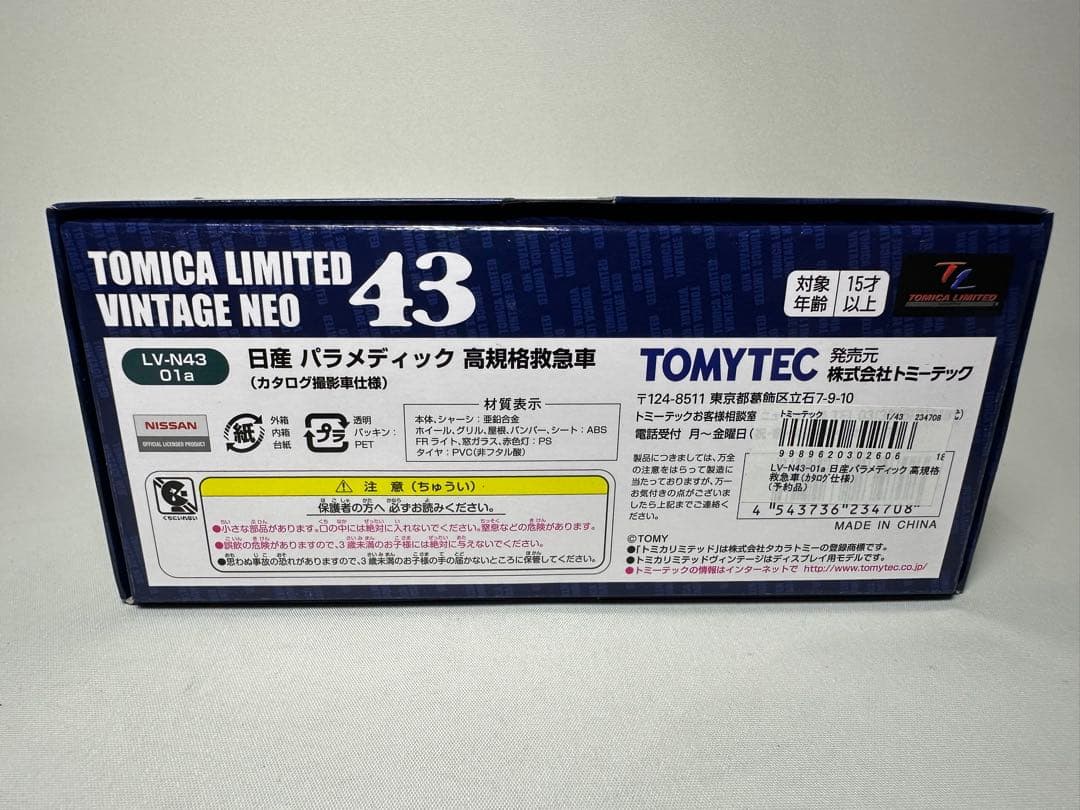 TOMICA LIMITED
VINTAGE NEO 43
対象年齢 15才以上
TL
TOMICA LIMITED
LV-N43
01a
日産 パラメディック 高規格救急車
(カタログ撮影車仕様)
NISSAN
OFFICIAL LICENSED PRODUCT
紙
外箱
内箱
台紙
プラ
透明
パッキン:
PET
材質表示
本体、シャーシ:亜鉛合金
ホイール、グリル、屋根、バンパー、シート:ABS
FRライト、窓ガラス、赤色灯:PS
タイヤ:PVC(非フタル酸)
くちにいれない
⚠ 注意(ちゅうい)
保護者の方へ 必ずお読みください。
●小さな部品があります。口の中には絶対に入れないでください。窒息などの危険があります。
●誤飲の危険がありますので、3歳未満のお子様には絶対に与えないでください。
●思わぬ事故の恐れがありますので、3歳未満のお子様の手の届かないところに保管してください。
TOMYTEC 発売元
株式会社トミーテック
〒124-8511 東京都葛飾区立石7-9-10
トミーテックお客様相談室
電話受付 月~金曜日(
製品につきましては、万全
の注意をはらって製造に
当たっておりますが、万一
お気付きの点がございま
したら上記までご連絡く
ださい。
トミーテック 1/43 234708
9989620302606 18
LV-N43-01a 日産パラメディック 高規格
救急車(カタログ仕様)
(予約品)
4 543736 234708
MADE IN CHINA
©TOMY
●「トミカリミテッド」は株式会社タカラトミーの登録商標です。
●トミカリミテッドヴィンテージはディスプレイ用モデルです。
●トミーテックの情報はインターネットで http://www.tomytec.co.jp/